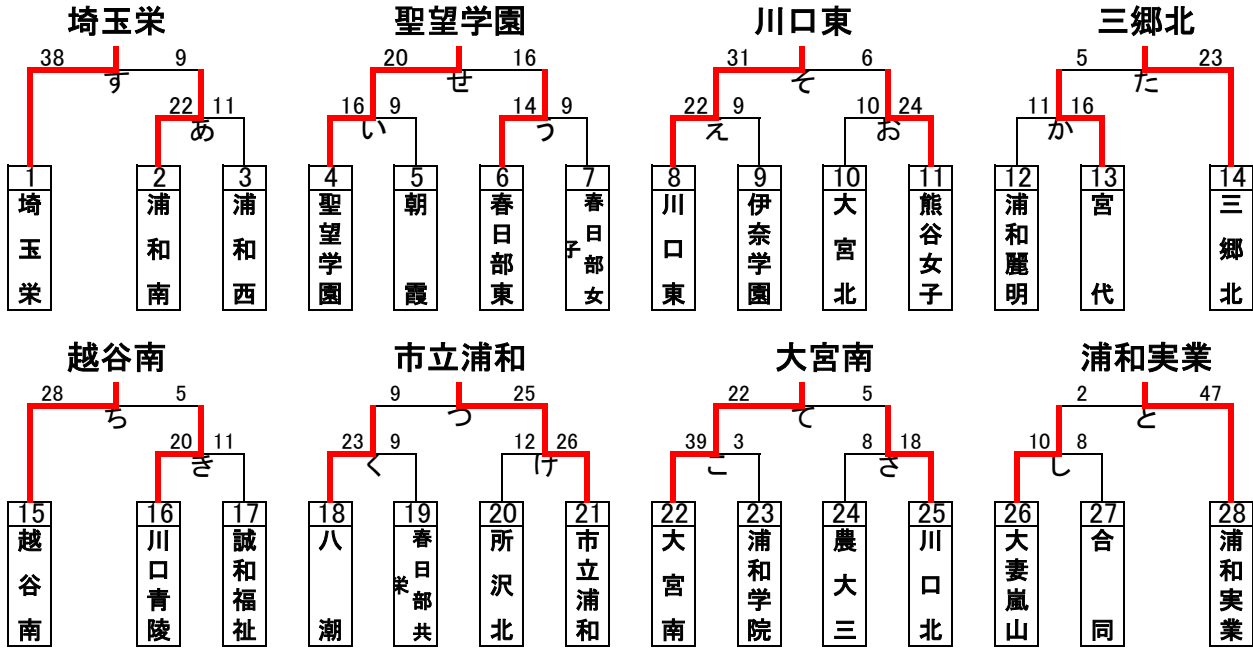 埼玉栄 聖望学園 川口東 三郷北
38 9 20 16 31 6 5 23
す せ そ た
22 11 16 9 14 9 22 9 10 24 11 16
あ い う え お か
1 2 3 4 5 6 7 8 9 10 11 12 13 14
埼玉栄
浦和南
浦和西
聖望学園
朝霞
春日部東
春日部女子
川口東
伊奈学園
大宮北
熊谷女子
浦和麗明
宮代
三郷北
越谷南 市立浦和 大宮南 浦和実業
28 5 9 25 22 5 2 47
ち つ て と
20 11 23 9 12 26 39 3 8 18 10 8
き く け こ さ し
15 16 17 18 19 20 21 22 23 24 25 26 27 28
越谷南
川口青陵
誠和福祉
八潮
春日部共栄
所沢北
市立浦和
大宮南
浦和学院
農大三
川口北
大妻嵐山
合同
浦和実業